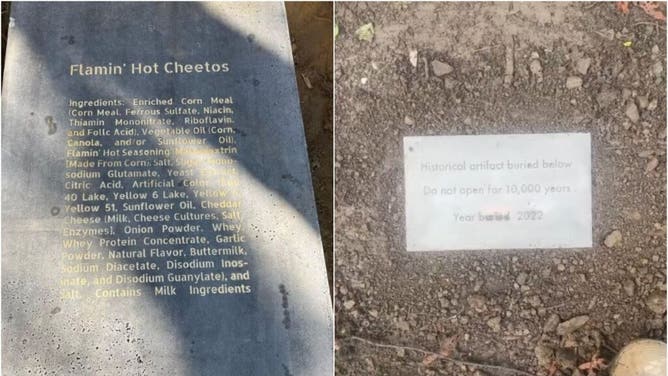 Flamin' Hot Cheetos
Ingredients: Enriched Corn Meal
(Corn Meal, Ferrous Sulfate, Niacin,
Thiamin Mononitrate, Riboflavin,
and Folic Acid), Vegetable Oil (Corn,
Canola, and/or Sunflower Oil),
Flamin' Hot Seasoning
[Made From Corn], Salt,
sodium Glutamate, Yeast
Citric Acid, Artificial Color
40 Lake, Yellow 6 Lake, Yellow
Yellow 51, Sunflower Oil, Cheddar
Cheese [Milk, Cheese Cultures, Salt,
Enzymes], Onion Powder, Whey,
Whey Protein Concentrate, Garlic
Powder, Natural Flavor, Buttermilk,
Sodium Diacetate, Disodium Inos-
inate, and Disodium Guanylate), and
Salt. Contains Milk Ingredients
Historical artifact buried below
Do not open for 10,000 years
Year buried 2022